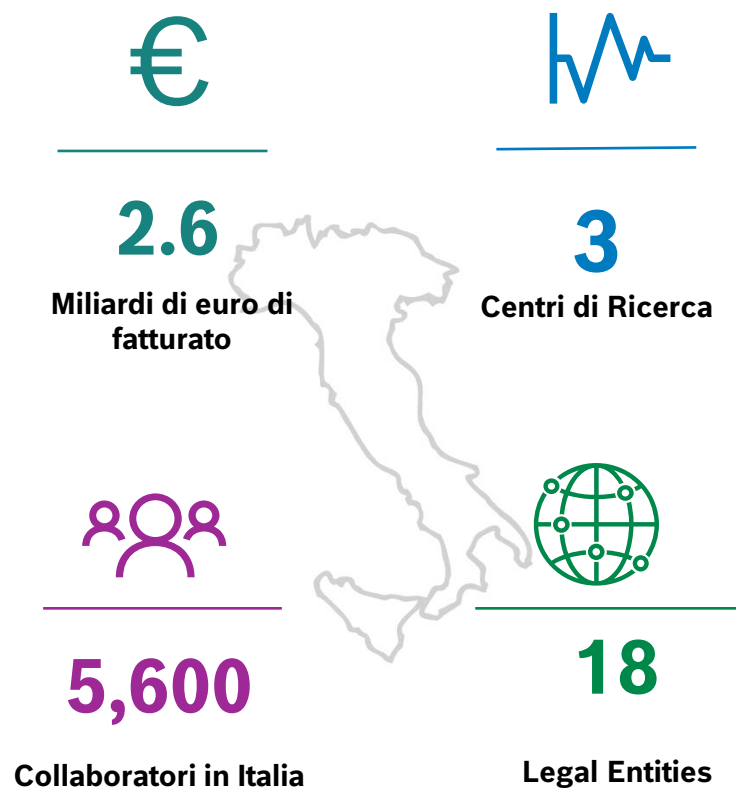 €
2.6
Miliardi di euro di
fatturato
3
Centri di Ricerca
5,600
Collaboratori in Italia
18
Legal Entities